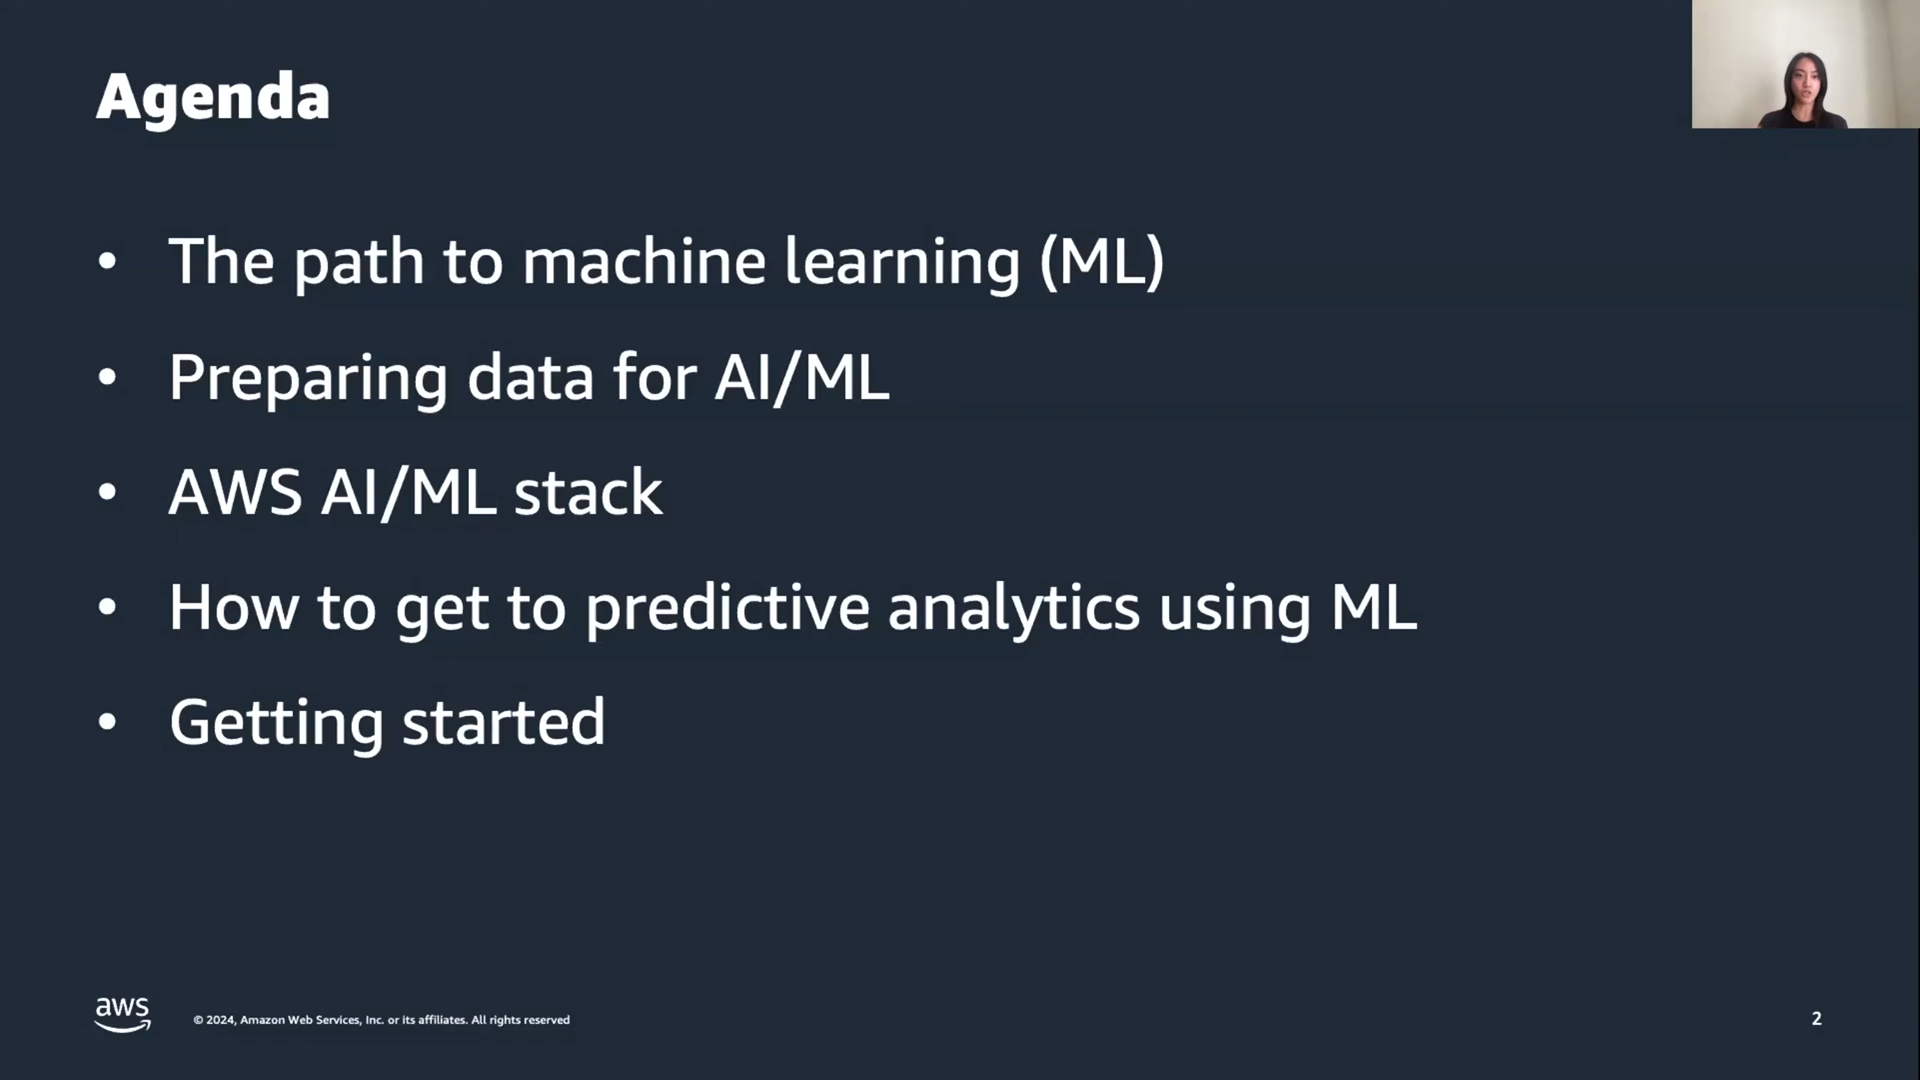 Agenda
• The path to machine learning (ML)
• Preparing data for AI/ML
• AWS AI/ML stack
• How to get to predictive analytics using ML
• Getting started
aws
© 2024, Amazon Web Services, Inc. or its affiliates. All rights reserved
2